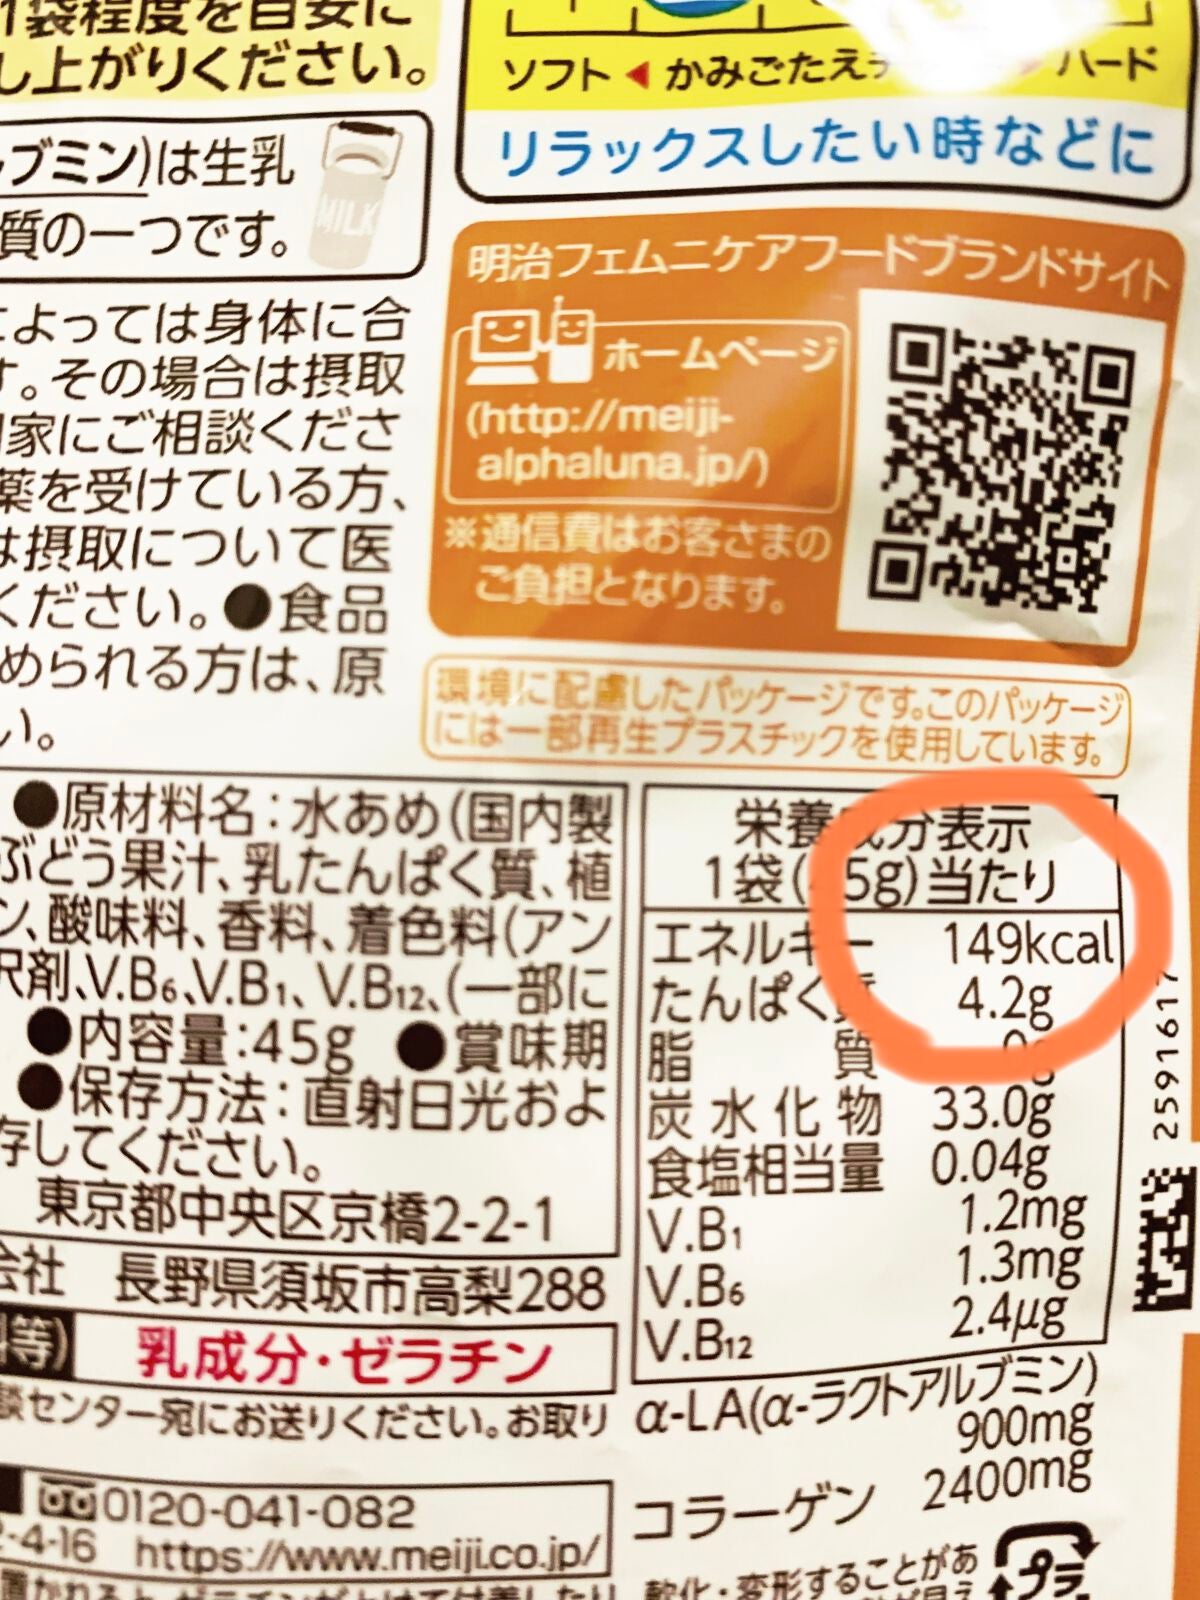 1袋程度を目安に
し上がりください。
ソフト◀かみごたえチ
ハード
リラックスしたい時などに
ルブミン)は生乳
質の一つです。
MILK
明治フェムニケアフードブランドサイト
ホームページ
(http://meiji-
alphaluna.jp/)
※通信費はお客さまの
ご負担となります。
によっては身体に合
す。その場合は摂取
家にご相談くださ
薬を受けている方、
は摂取について医
ください。●食品
められる方は、原
い。
環境に配慮したパッケージです。このパッケージ
には一部再生プラスチックを使用しています。
●原材料名:水あめ(国内製
ぶどう果汁、乳たんぱく質、植
ン、酸味料、香料、着色料(アン
沢剤、V.B₆、V.B₁、V.B₁₂、(一部に
●内容量:45g ●賞味期
●保存方法:直射日光およ
存してください。
東京都中央区京橋2-2-1
会社 長野県須坂市高梨288
等)
乳成分・ゼラチン
談センター宛にお送りください。お取り
0120-041-082
-4-16 https://www.meiji.co.jp/
栄養成分表示
1袋(45g)当たり
エネルギー 149kcal
たんぱく質 4.2g
脂質 0g
炭水化物 33.0g
食塩相当量 0.04g
V.B₁ 1.2mg
V.B₆ 1.3mg
V.B₁₂ 2.4μg
α-LA(α-ラクトアルブミン)
900mg
コラーゲン 2400mg
軟化・変形することがあ
プラ
2591617